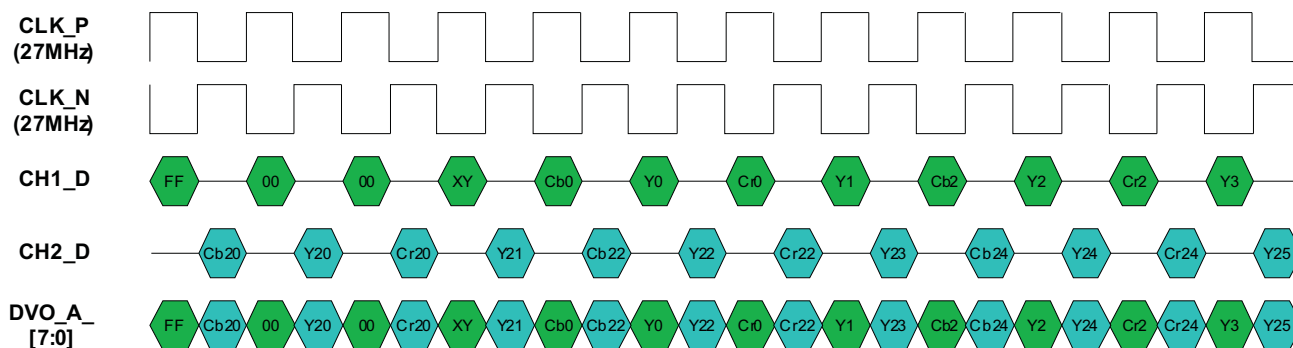 CLK_P
(27MHz)
CLK_N
(27MHz)
CH1_D FF 00 00 XY Cb0 Y0 Cr0 Y1 Cb2 Y2 Cr2 Y3
CH2_D Cb20 Y20 Cr20 Y21 Cb22 Y22 Cr22 Y23 Cb24 Y24 Cr24 Y25
DVO_A_
[7:0] FF Cb20 00 Y20 00 Cr20 XY Y21 Cb0 Cb22 Y0 Y22 Cr0 Cr22 Y1 Y23 Cb2 Cb24 Y2 Y24 Cr2 Cr24 Y3 Y25